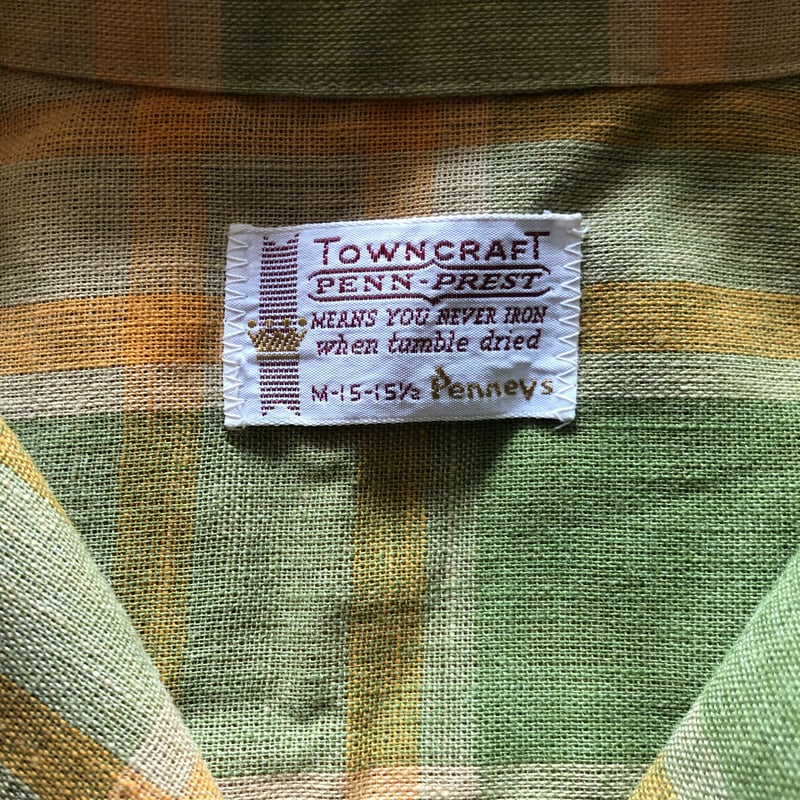 TOWNCRAFT
PENN-PREST
MEANS YOU NEVER IRON
when tumble dried
M-15-15½ Penneys